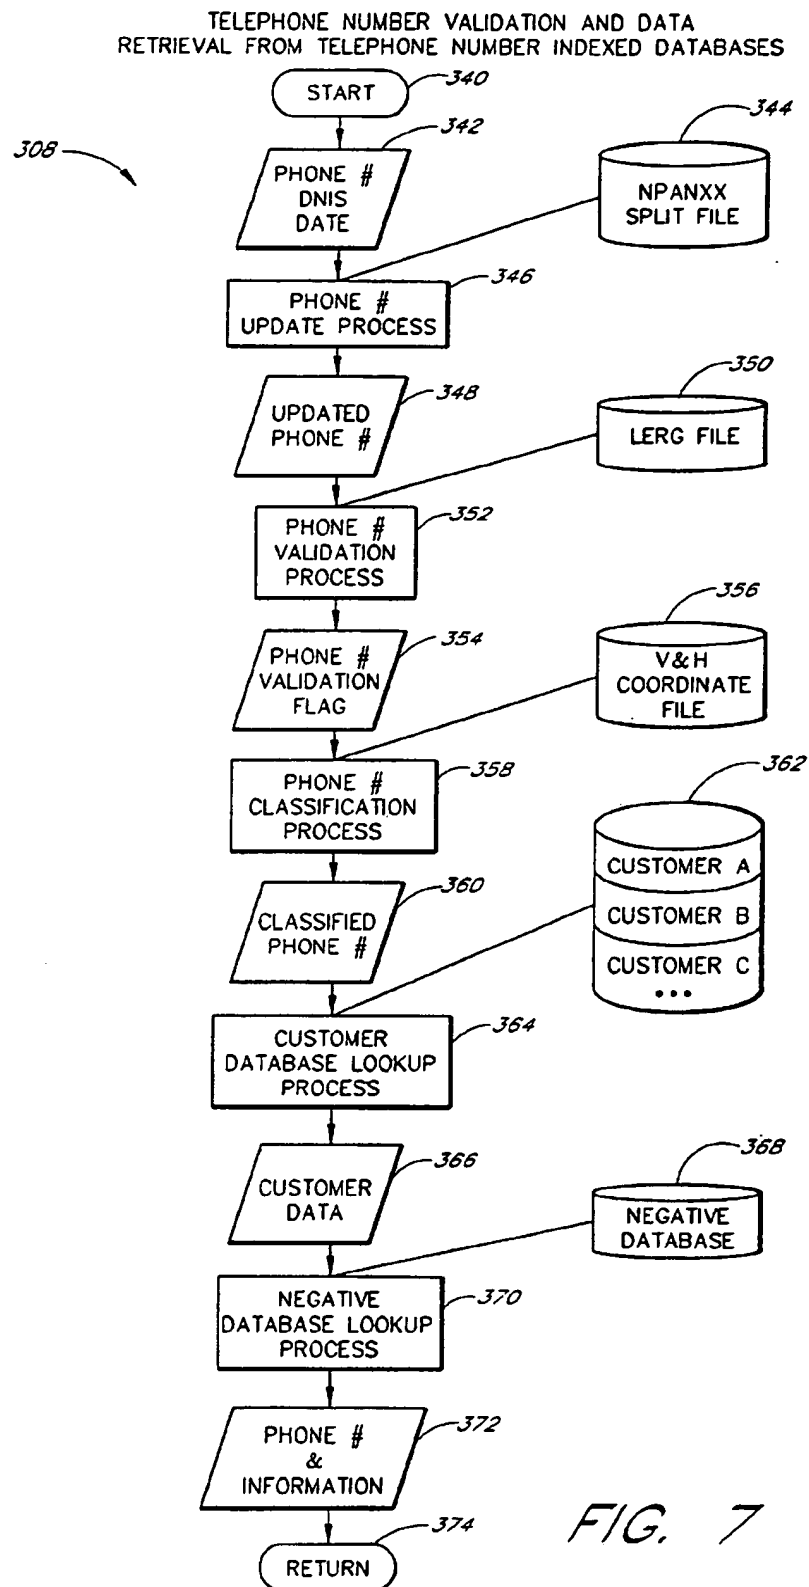 TELEPHONE NUMBER VALIDATION AND DATA
RETRIEVAL FROM TELEPHONE NUMBER INDEXED DATABASES
340
START
308
342
PHONE #
DNIS
DATE
344
NPANXX
SPLIT FILE
346
PHONE #
UPDATE PROCESS
348
UPDATED
PHONE #
350
LERG FILE
352
PHONE #
VALIDATION
PROCESS
354
PHONE #
VALIDATION
FLAG
356
V&H
COORDINATE
FILE
358
PHONE #
CLASSIFICATION
PROCESS
360
CLASSIFIED
PHONE #
362
CUSTOMER A
CUSTOMER B
CUSTOMER C
•••
364
CUSTOMER
DATABASE LOOKUP
PROCESS
366
CUSTOMER
DATA
368
NEGATIVE
DATABASE
370
NEGATIVE
DATABASE LOOKUP
PROCESS
372
PHONE #
&
INFORMATION
374
RETURN
FIG. 7